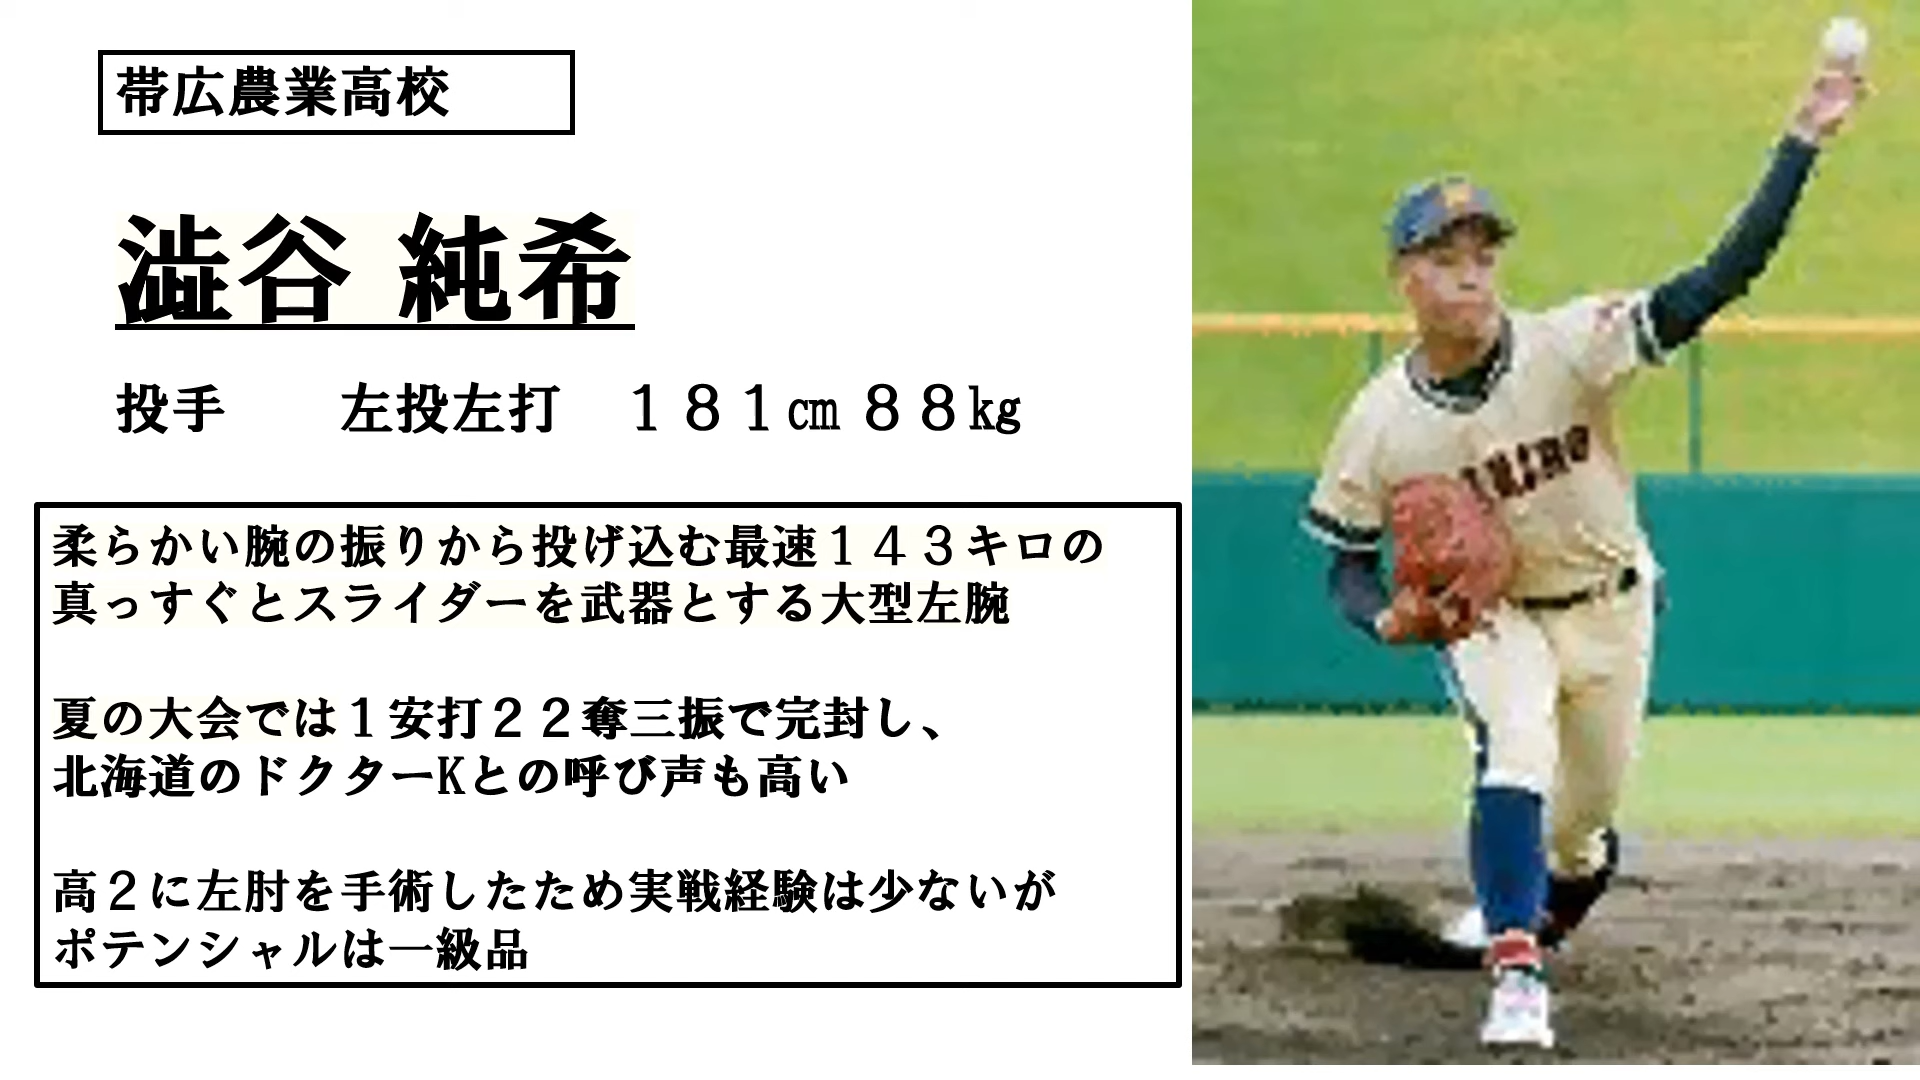 帯広農業高校
澁谷 純希
投手　　左投左打　１８１㎝ ８８㎏
柔らかい腕の振りから投げ込む最速１４３キロの
真っすぐとスライダーを武器とする大型左腕
夏の大会では１安打２２奪三振で完封し、
北海道のドクターKとの呼び声も高い
高２に左肘を手術したため実戦経験は少ないが
ポテンシャルは一級品